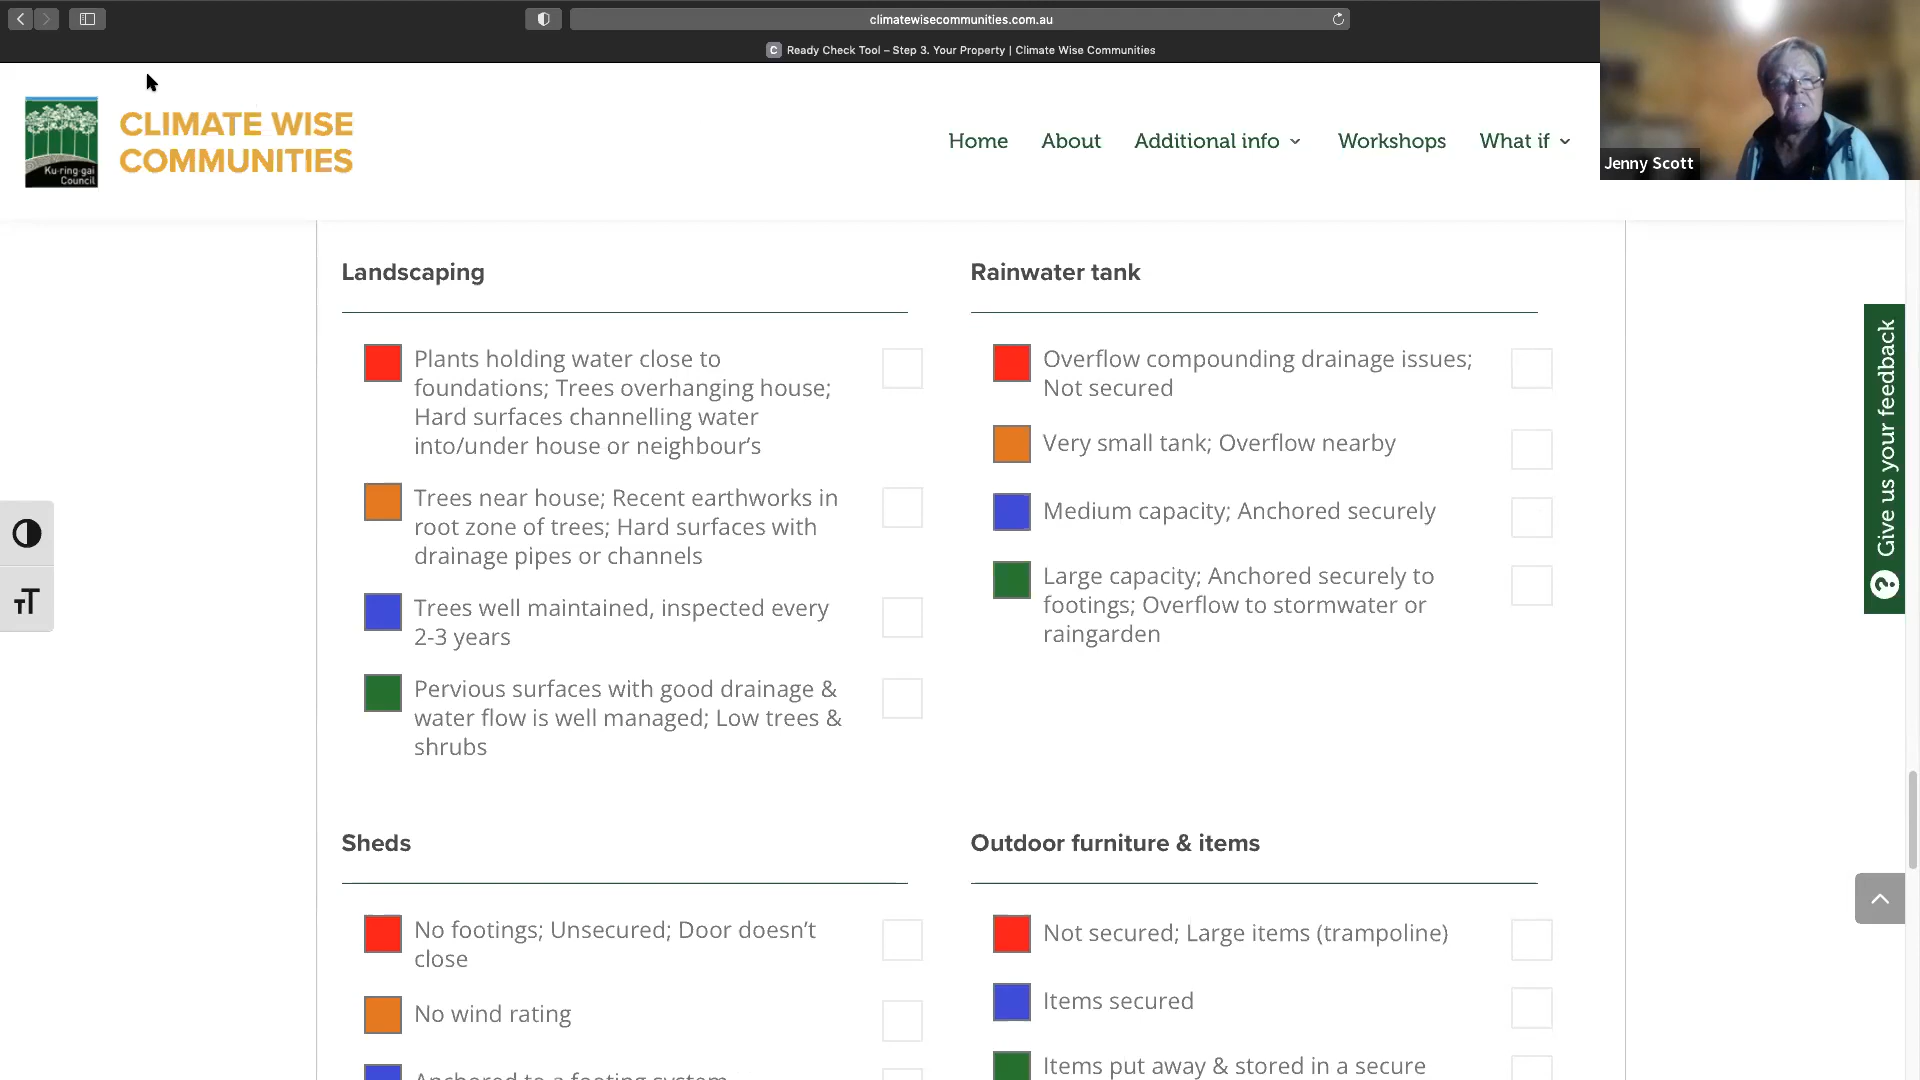 climatewisecommunities.com.au
C Ready Check Tool – Step 3. Your Property | Climate Wise Communities
Ku-ring-gai
Council
CLIMATE WISE
COMMUNITIES
Home About Additional info Workshops What if
Jenny Scott
Landscaping
Plants holding water close to
foundations; Trees overhanging house;
Hard surfaces channelling water
into/under house or neighbour’s
Trees near house; Recent earthworks in
root zone of trees; Hard surfaces with
drainage pipes or channels
Trees well maintained, inspected every
2-3 years
Pervious surfaces with good drainage &
water flow is well managed; Low trees &
shrubs
Rainwater tank
Overflow compounding drainage issues;
Not secured
Very small tank; Overflow nearby
Medium capacity; Anchored securely
Large capacity; Anchored securely to
footings; Overflow to stormwater or
raingarden
Sheds
No footings; Unsecured; Door doesn’t
close
No wind rating
Anchored to a footing system
Outdoor furniture & items
Not secured; Large items (trampoline)
Items secured
Items put away & stored in a secure
Give us your feedback
?
TT